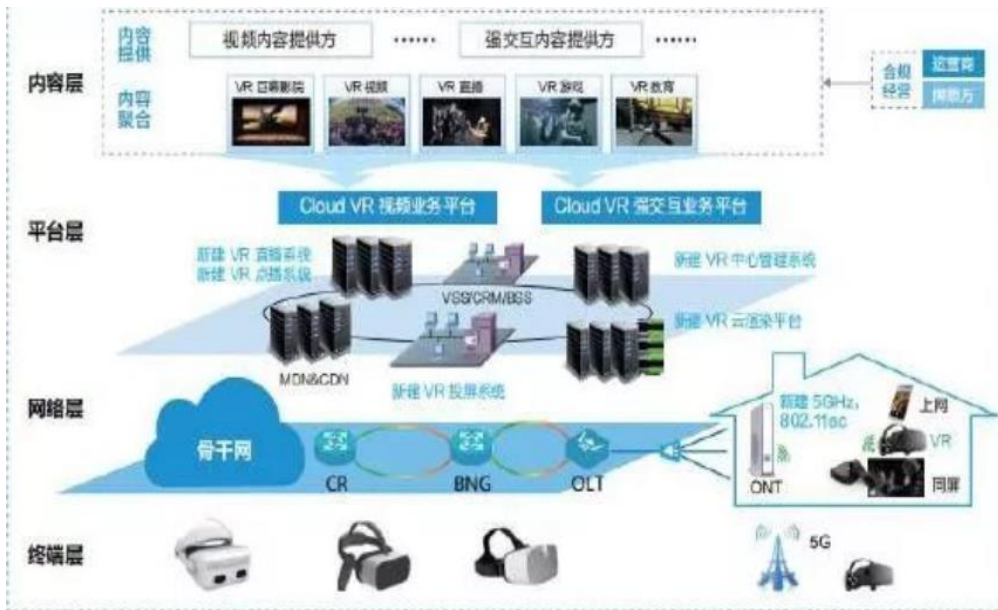 内容层
内容
提供
视频内容提供方
……
强交互内容提供方
……
内容
聚合
VR 巨幕影院
VR 视频
VR 直播
VR 游戏
VR 教育
合规
经营
运营商
牌照方
平台层
Cloud VR 视频业务平台
Cloud VR 强交互业务平台
新建 VR 直播系统
新建 VR 点播系统
VSS/CRM/BSS
新建 VR 中心管理系统
MDN&CDN
新建 VR 投屏系统
新建 VR 云渲染平台
网络层
骨干网
CR
BNG
OLT
新建 5GHz,
802.11ac
ONT
上网
VR
同屏
终端层
5G